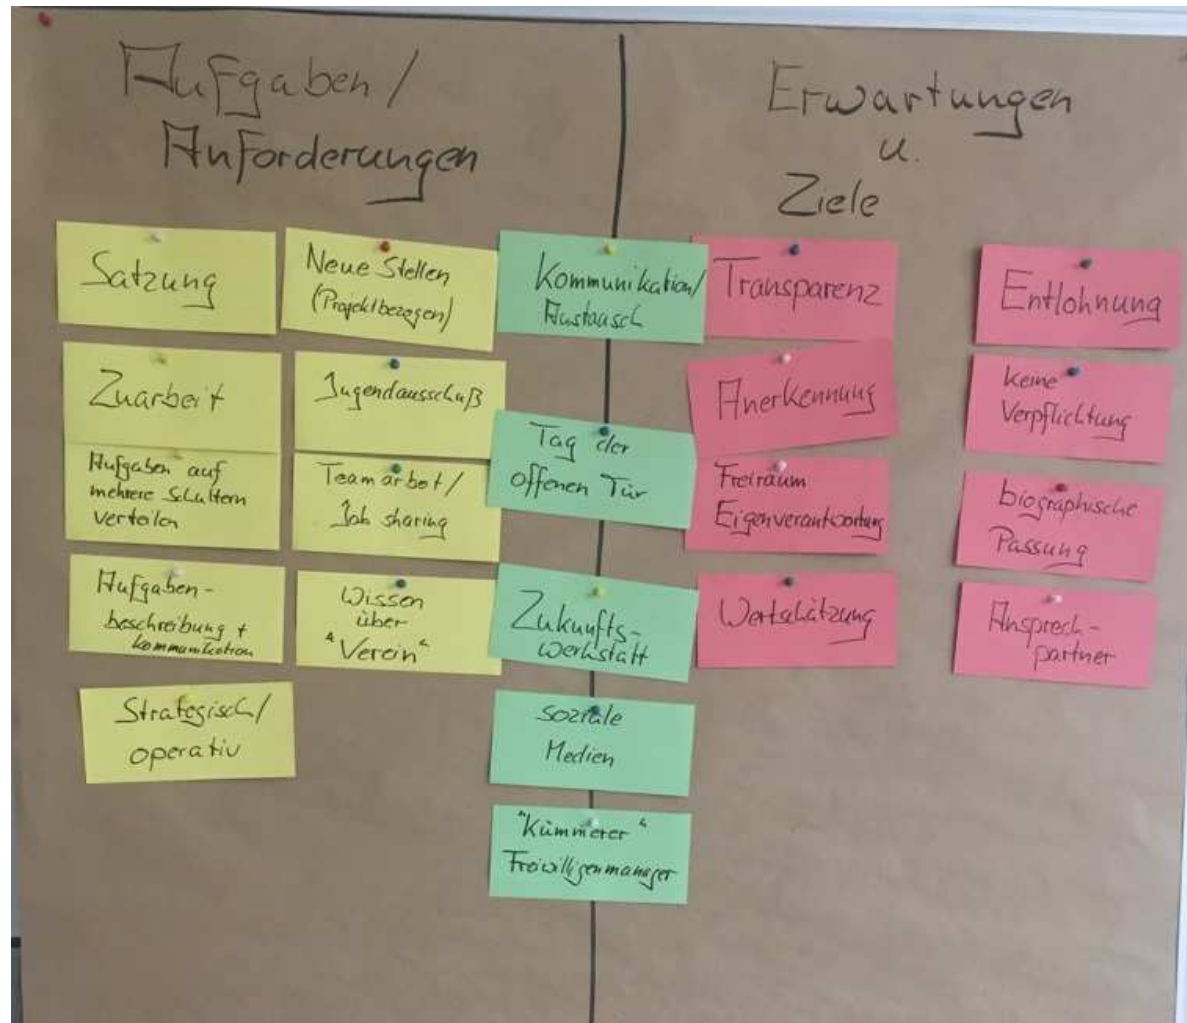 Aufgaben /
Anforderungen
Erwartungen
u.
Ziele
Satzung
Zuarbeit
Aufgaben auf
mehrere Schultern
verteilen
Aufgaben-
beschreibung +
kommunikation
Strategisch/
operativ
Neue Stellen
(Projektbezogen)
Jugendausschuß
Teamarbeit/
Job sharing
Wissen
über
"Verein"
Kommunikation/
Austausch
Tag der
offenen Tür
Zukunfts-
werkstatt
soziale
Medien
"Kümmerer"
Freiwilligenmanager
Transparenz
Anerkennung
Freiraum
Eigenverantwortung
Wertschätzung
Entlohnung
keine
Verpflichtung
biographische
Passung
Ansprech-
partner